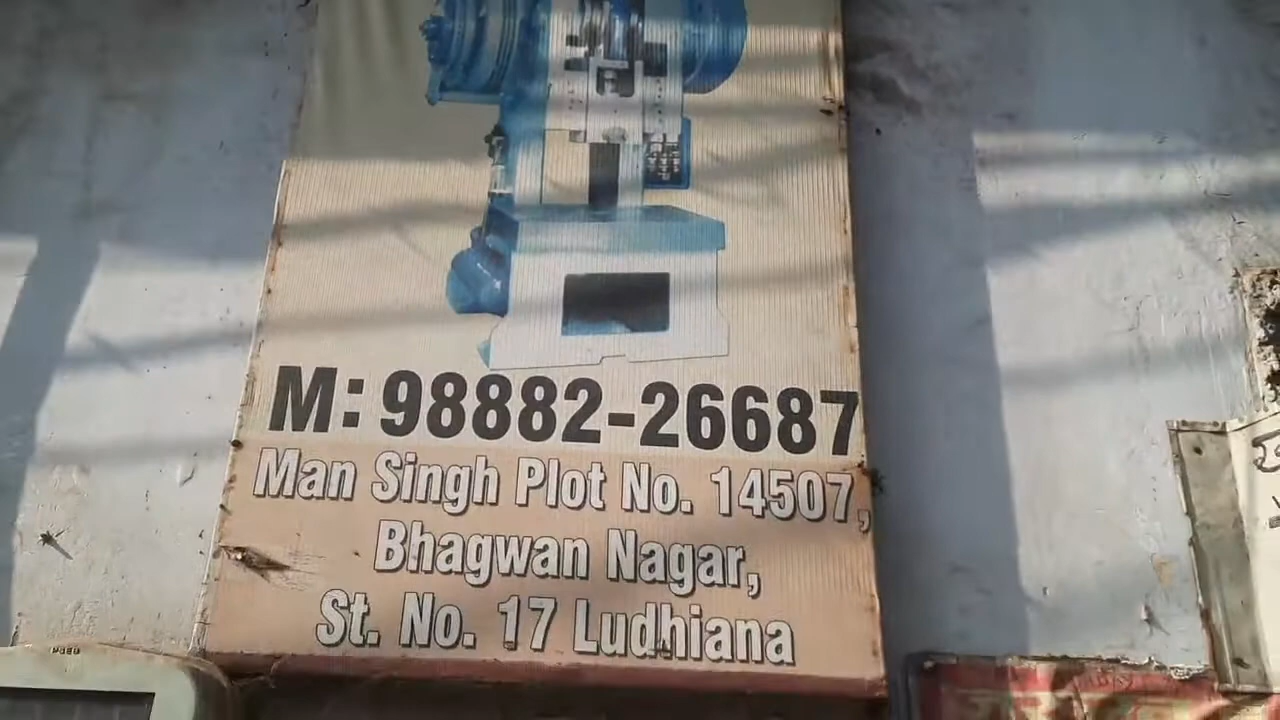 M: 98882-26687
Man Singh Plot No. 14507,
Bhagwan Nagar,
St. No. 17 Ludhiana